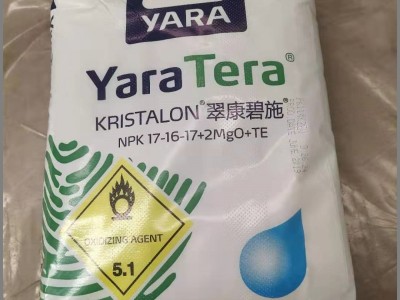 YARA
YaraTera®
KRISTALON®翠康碧施®
NPK 17-16-17+2MgO+TE
OXIDIZING AGENT
5.1